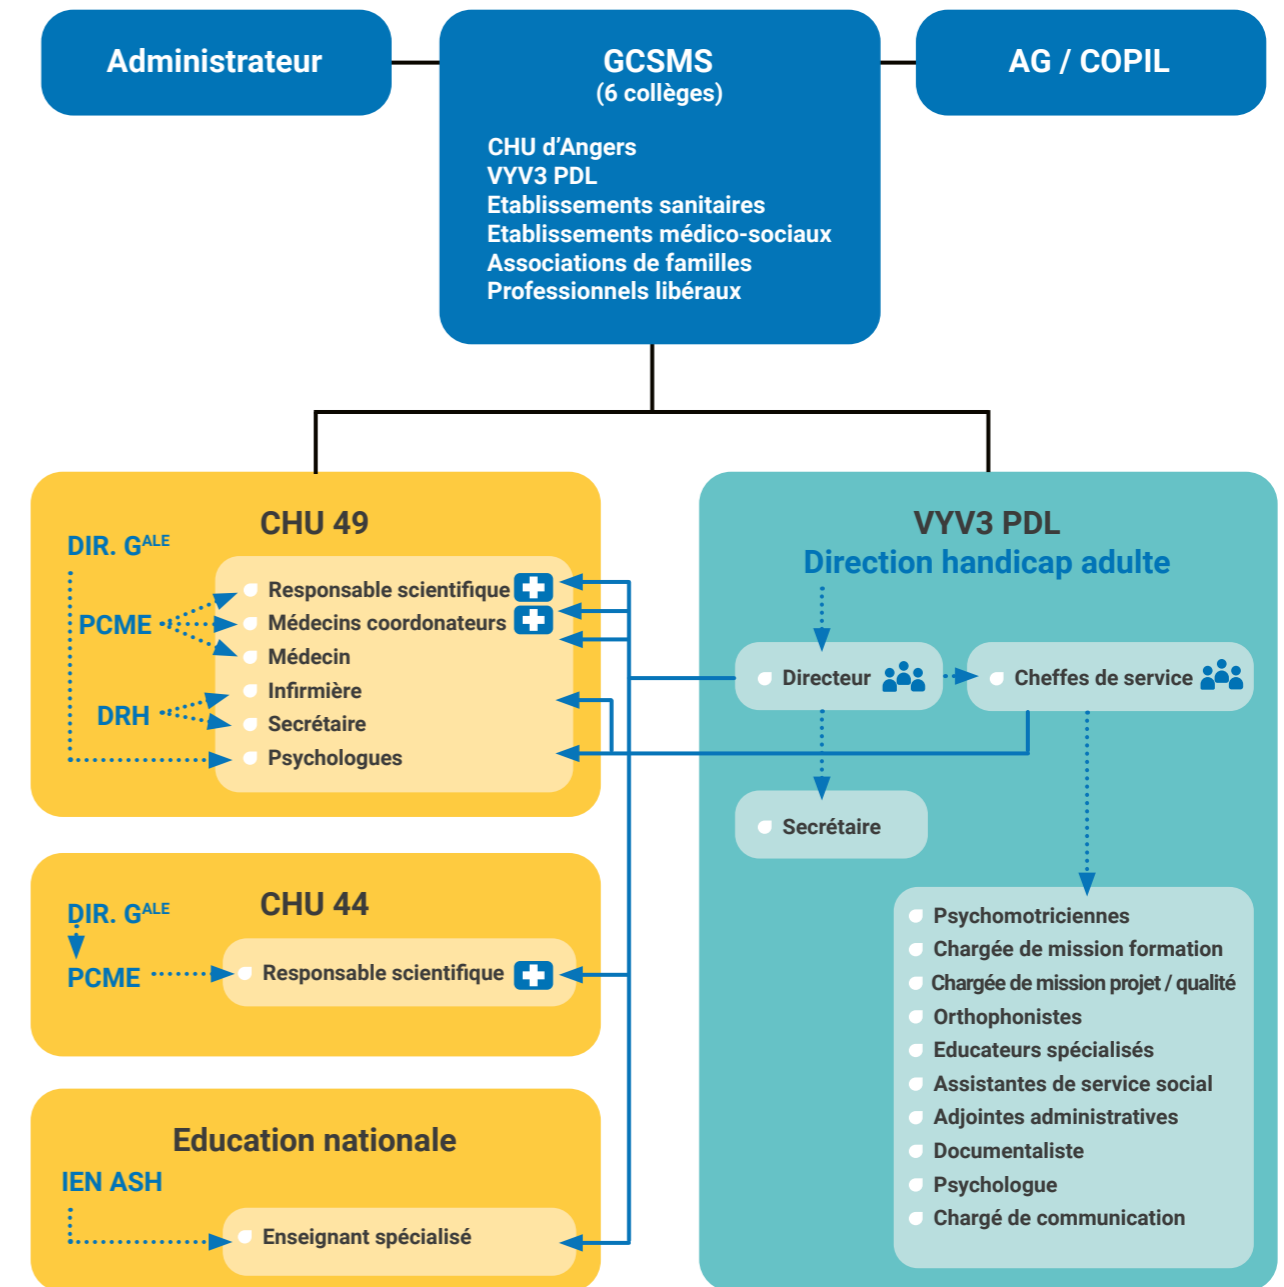 Administrateur
GCSMS
(6 collèges)
AG / COPIL
CHU d'Angers
VYV3 PDL
Etablissements sanitaires
Etablissements médico-sociaux
Associations de familles
Professionnels libéraux
CHU 49
DIR. GALE
PCME
DRH
Responsable scientifique
Médecins coordonateurs
Médecin
Infirmière
Secrétaire
Psychologues
VYV3 PDL
Direction handicap adulte
Directeur
Cheffes de service
Secrétaire
Psychomotriciennes
Chargée de mission formation
Chargée de mission projet / qualité
Orthophonistes
Educateurs spécialisés
Assistantes de service social
Adjointes administratives
Documentaliste
Psychologue
Chargé de communication
CHU 44
DIR. GALE
PCME
Responsable scientifique
Education nationale
IEN ASH
Enseignant spécialisé